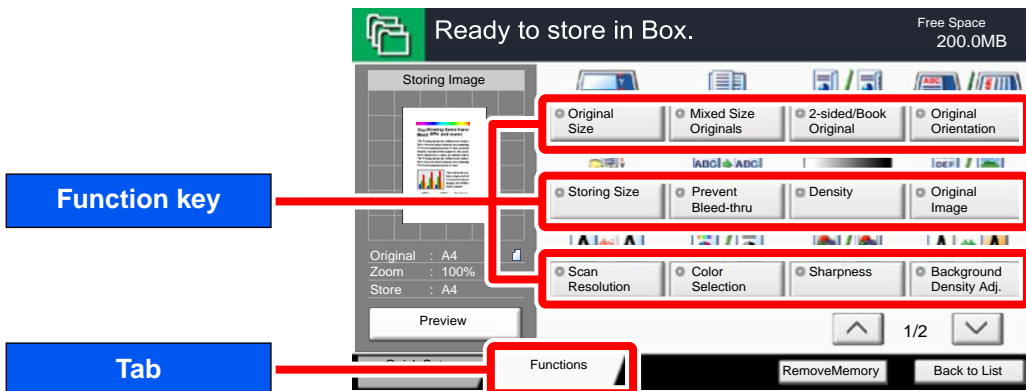 Ready to store in Box.
Free Space
200.0MB
Storing Image
Original Size
Mixed Size Originals
2-sided/Book Original
Original Orientation
Function key
Storing Size
Prevent Bleed-thru
Density
Original Image
Original : A4
Zoom : 100%
Store : A4
Scan Resolution
Color Selection
Sharpness
Background Density Adj.
Preview
1/2
Tab
Functions
RemoveMemory
Back to List